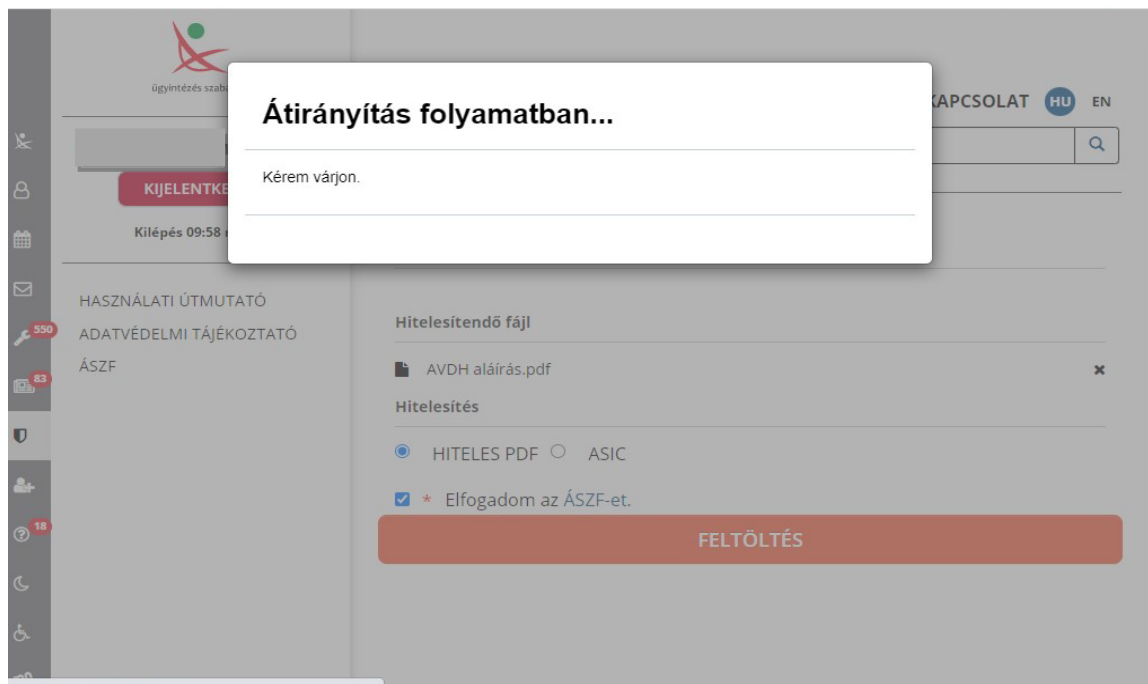 ügyintézés szab
Átirányítás folyamatban...
Kérem várjon.
KAPCSOLAT HU EN
KIJELENTKE
Kilépés 09:58
HASZNÁLATI ÚTMUTATÓ
ADATVÉDELMI TÁJÉKOZTATÓ
ÁSZF
550
83
18
Hitelesítendő fájl
AVDH aláírás.pdf
Hitelesítés
HITELES PDF ASIC
* Elfogadom az ÁSZF-et.
FELTÖLTÉS